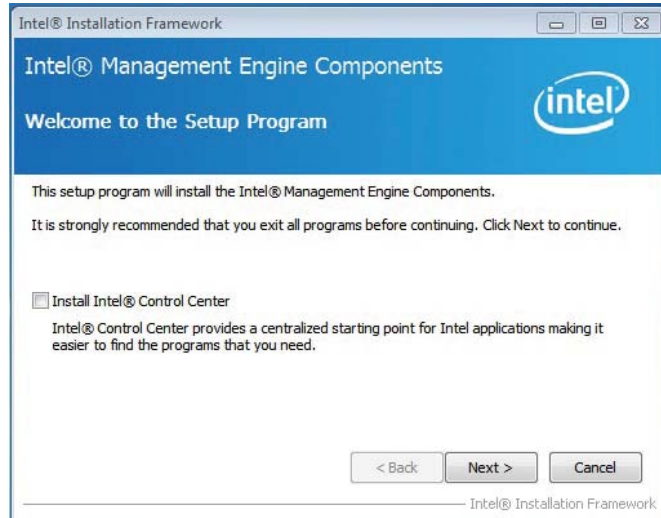 Intel® Installation Framework
Intel® Management Engine Components
Welcome to the Setup Program
intel
This setup program will install the Intel® Management Engine Components.
It is strongly recommended that you exit all programs before continuing. Click Next to continue.
Install Intel® Control Center
Intel® Control Center provides a centralized starting point for Intel applications making it
easier to find the programs that you need.
< Back
Next >
Cancel
Intel® Installation Framework